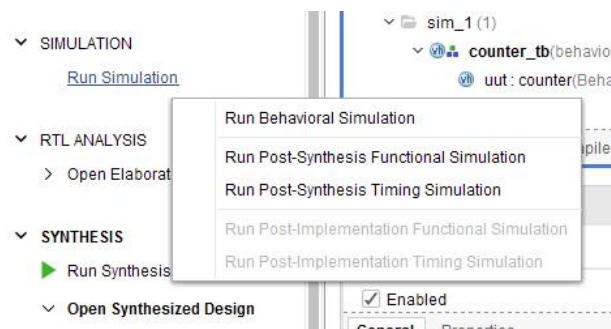 SIMULATION
Run Simulation
RTL ANALYSIS
Open Elaborat
SYNTHESIS
Run Synthesis
Open Synthesized Design
sim_1 (1)
counter_tb(behavio
uut : counter(Beha
pile
Run Behavioral Simulation
Run Post-Synthesis Functional Simulation
Run Post-Synthesis Timing Simulation
Run Post-Implementation Functional Simulation
Run Post-Implementation Timing Simulation
Enabled
General Properties